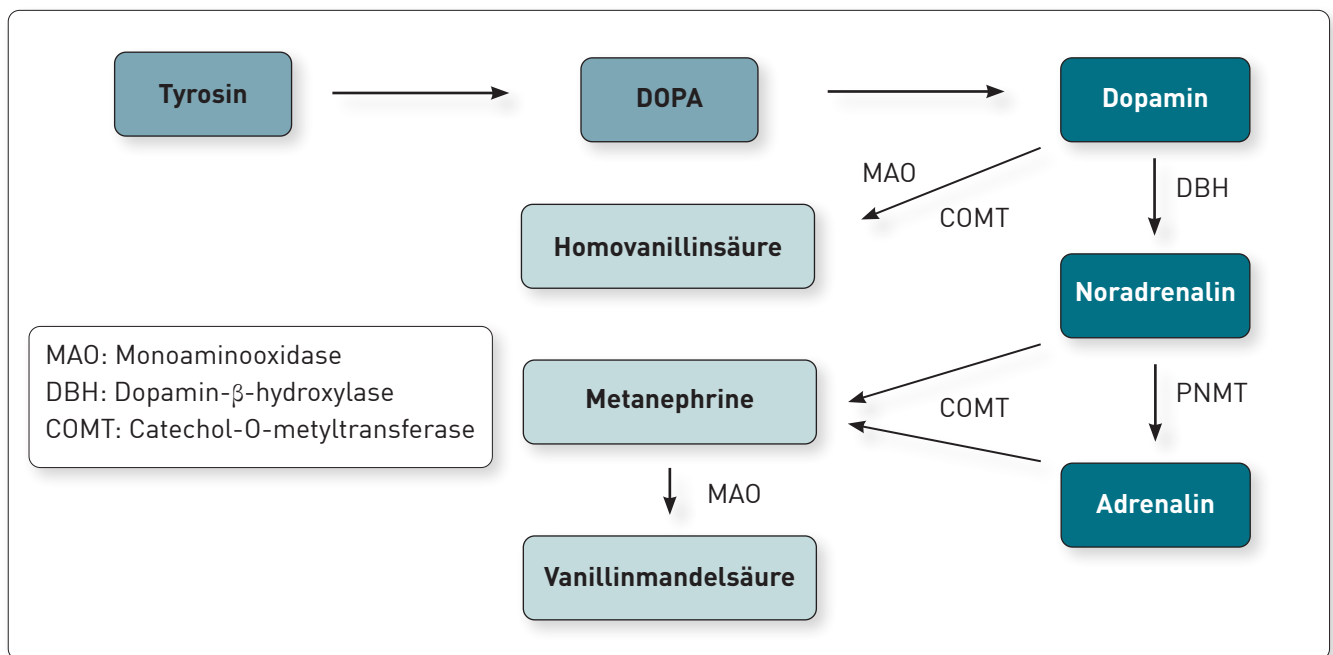 Tyrosin
DOPA
Dopamin
MAO
COMT
DBH
Homovanillinsäure
Noradrenalin
MAO: Monoaminooxidase
DBH: Dopamin-β-hydroxylase
COMT: Catechol-O-metyltransferase
Metanephrine
COMT
PNMT
MAO
Adrenalin
Vanillinmandelsäure